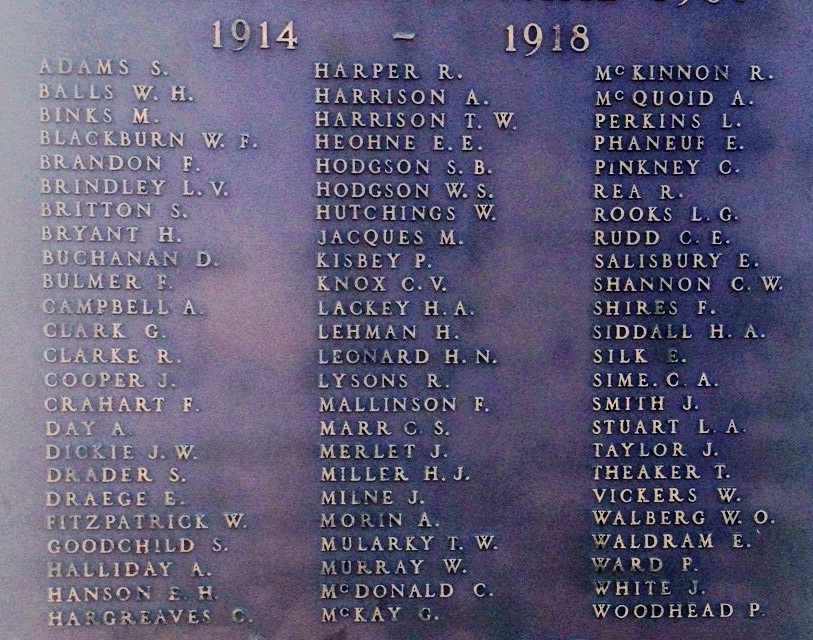 1914 – 1918
ADAMS S.
BALLS W. H.
BINKS M.
BLACKBURN W. F.
BRANDON F.
BRINDLEY L. V.
BRITTON S.
BRYANT H.
BUCHANAN D.
BULMER F.
CAMPBELL A.
CLARK G.
CLARKE R.
COOPER J.
CRAHART F.
DAY A
DICKIE J. W.
DRADER S.
DRAEGE E.
FITZPATRICK W.
GOODCHILD S.
HALLIDAY A.
HANSON E. H.
HARGREAVES C.
HARPER R.
HARRISON A.
HARRISON T. W.
HEOHNE E. E.
HODGSON S. B.
HODGSON W. S.
HUTCHINGS W.
JACQUES M.
KISBEY P.
KNOX C. V.
LACKEY H. A.
LEHMAN H.
LEONARD H. N.
LYSONS R.
MALLINSON F.
MARR C. S.
MERLET J.
MILLER H. J.
MILNE J.
MORIN A.
MULARKY T. W.
MURRAY W.
McDONALD C.
McKAY G.
McKINNON R.
McQUOID A.
PERKINS L.
PHANEUF E.
PINKNEY C.
REA R.
ROOKS L. G.
RUDD C. E.
SALISBURY E.
SHANNON C. W.
SHIRES F.
SIDDALL H. A.
SILK E.
SIME. C. A.
SMITH J.
STUART L. A.
TAYLOR J.
THEAKER T.
VICKERS W.
WALBERG W. O.
WALDRAM E.
WARD F.
WHITE J.
WOODHEAD P.